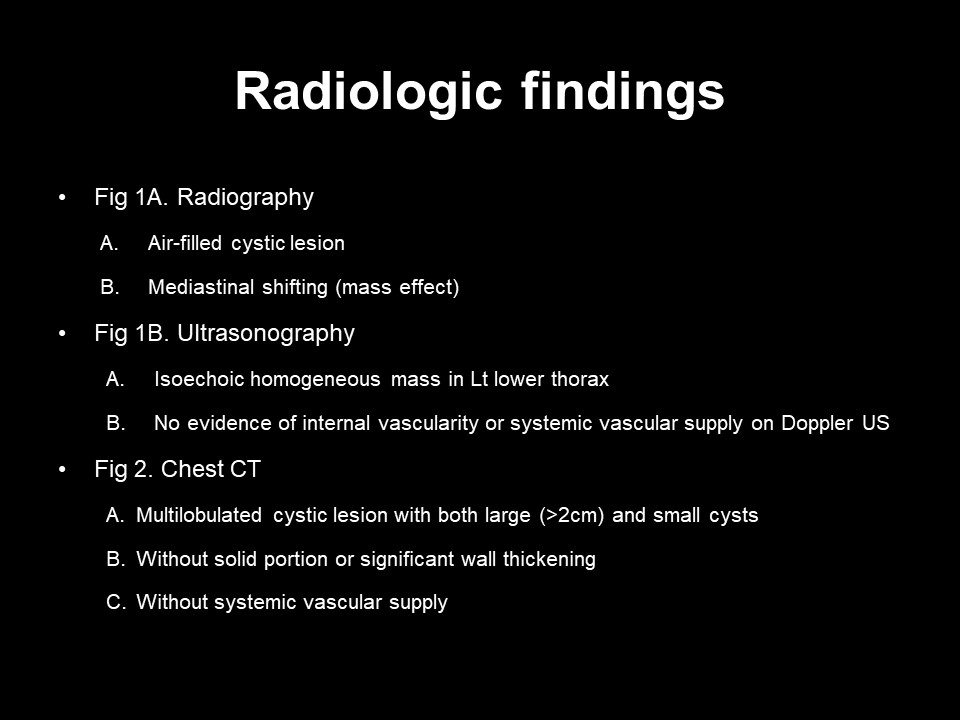 Radiologic findings
• Fig 1A. Radiography
A. Air-filled cystic lesion
B. Mediastinal shifting (mass effect)
• Fig 1B. Ultrasonography
A. Isoechoic homogeneous mass in Lt lower thorax
B. No evidence of internal vascularity or systemic vascular supply on Doppler US
• Fig 2. Chest CT
A. Multilobulated cystic lesion with both large (>2cm) and small cysts
B. Without solid portion or significant wall thickening
C. Without systemic vascular supply